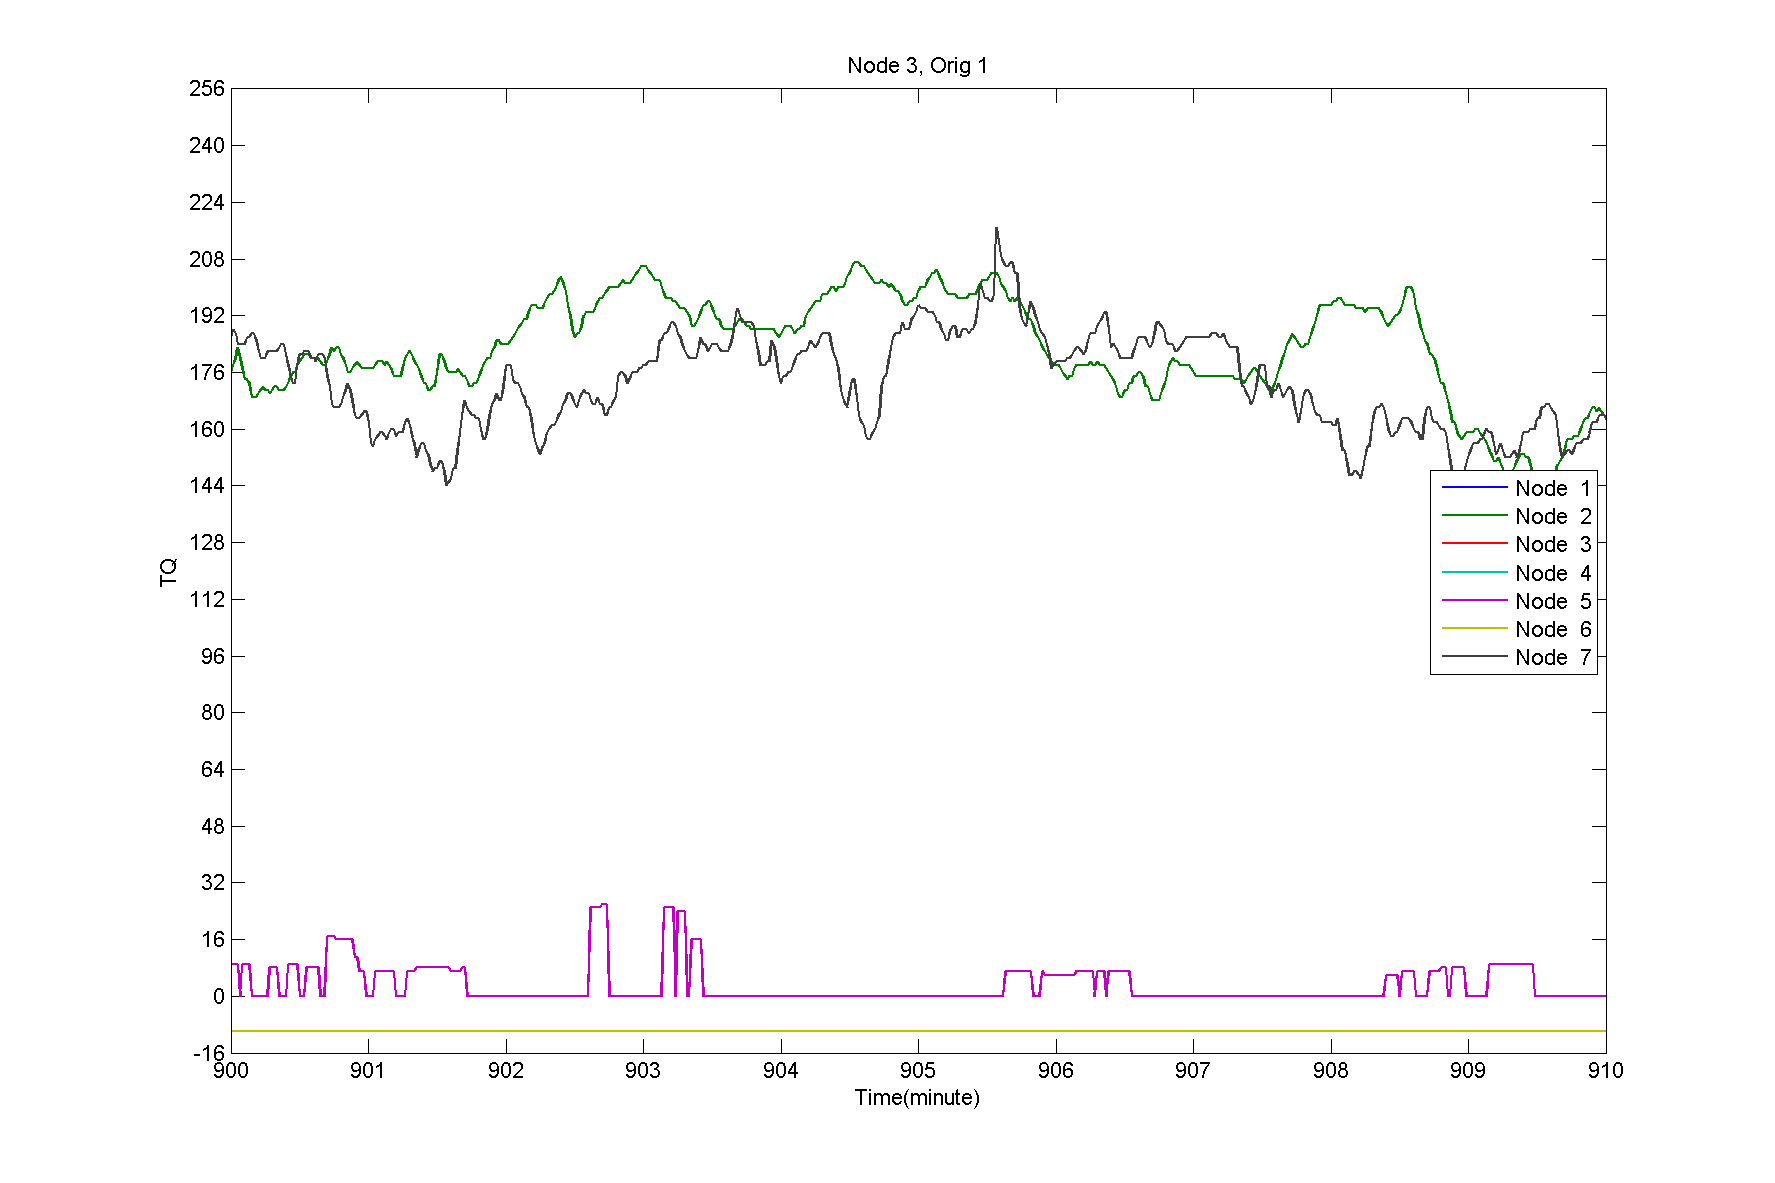 Node 3, Orig 1
256
240
224
208
192
176
160
144
128
112
96
80
64
48
32
16
0
-16
TQ
Node 1
Node 2
Node 3
Node 4
Node 5
Node 6
Node 7
900 901 902 903 904 905 906 907 908 909 910
Time(minute)